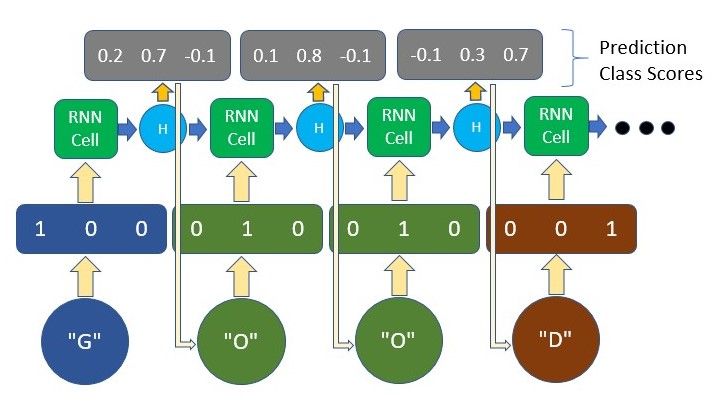 0.2 0.7 -0.1
0.1 0.8 -0.1
-0.1 0.3 0.7
Prediction
Class Scores
RNN
Cell
H
RNN
Cell
H
RNN
Cell
H
RNN
Cell
1 0 0
0 1 0
0 1 0
0 0 1
"G"
"O"
"O"
"D"